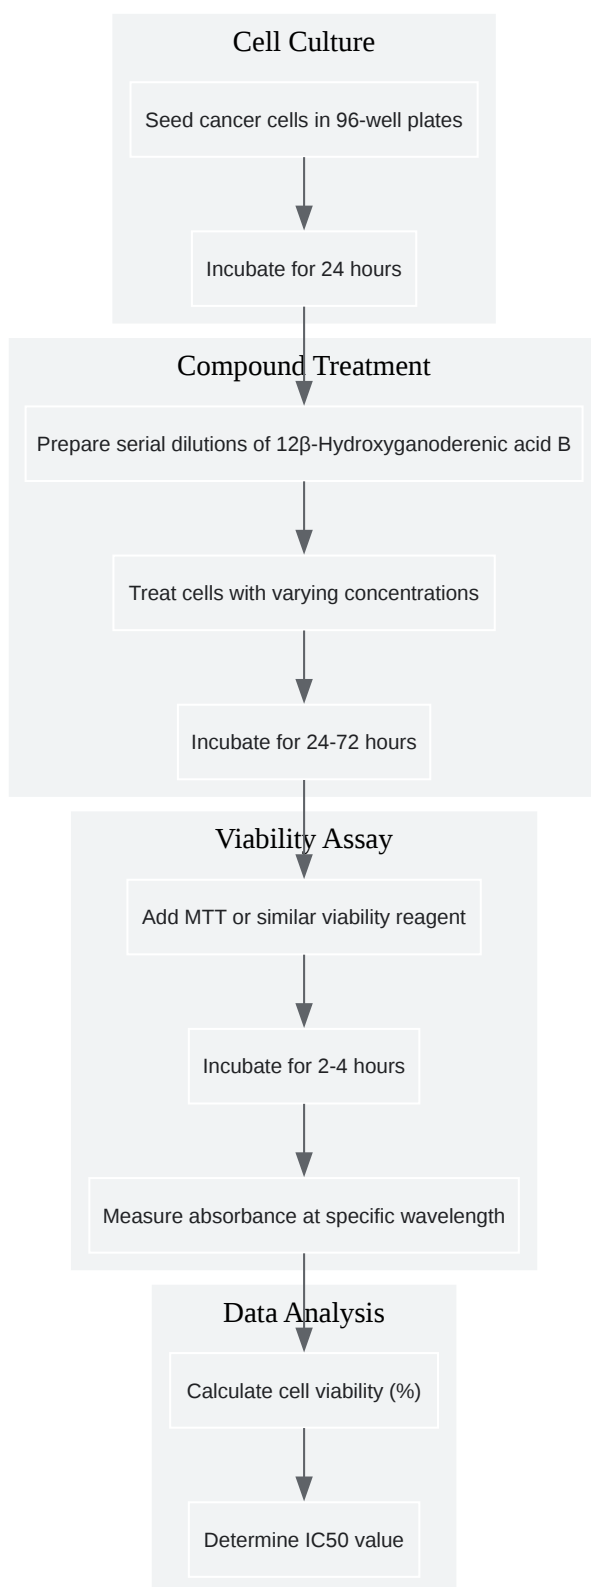 Cell Culture
Seed cancer cells in 96-well plates
Incubate for 24 hours
Compound Treatment
Prepare serial dilutions of 12β-Hydroxyganoderenic acid B
Treat cells with varying concentrations
Incubate for 24-72 hours
Viability Assay
Add MTT or similar viability reagent
Incubate for 2-4 hours
Measure absorbance at specific wavelength
Data Analysis
Calculate cell viability (%)
Determine IC50 value